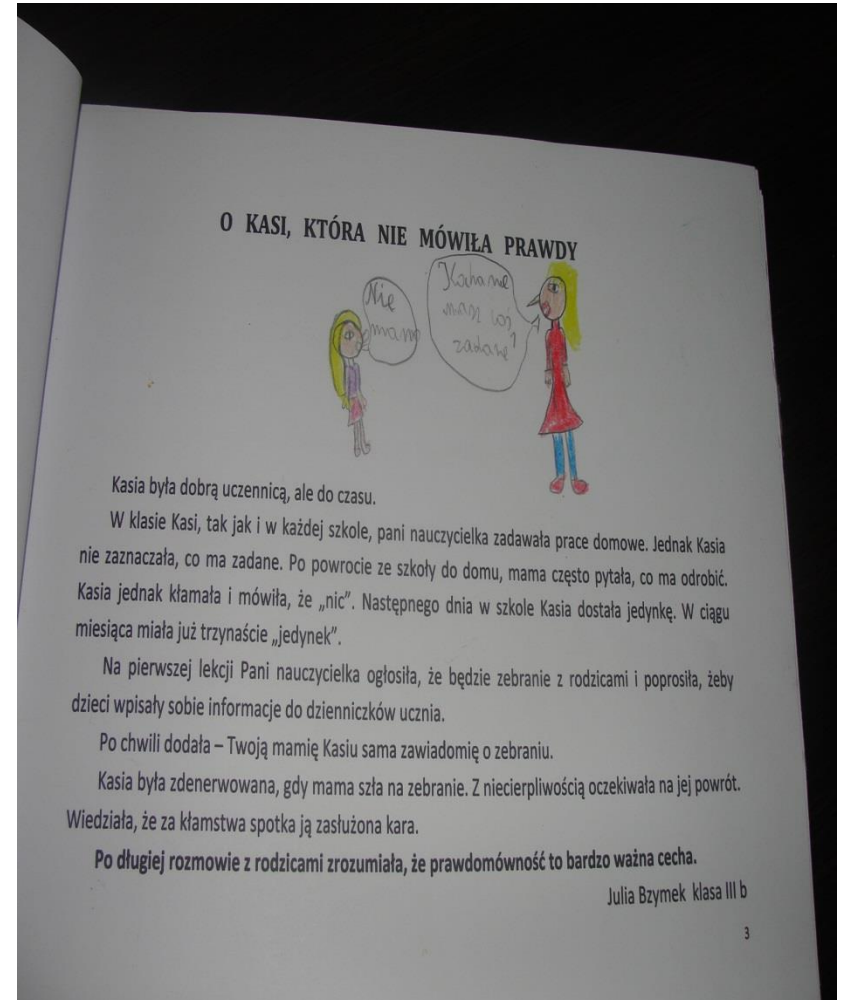 O KASI, KTÓRA NIE MÓWIŁA PRAWDY
Nie
mam
Kochanie
masz coś
zadane?
Kasia była dobrą uczennicą, ale do czasu.
W klasie Kasi, tak jak i w każdej szkole, pani nauczycielka zadawała prace domowe. Jednak Kasia
nie zaznaczała, co ma zadane. Po powrocie ze szkoły do domu, mama często pytała, co ma odrobić.
Kasia jednak kłamała i mówiła, że „nic”. Następnego dnia w szkole Kasia dostała jedynkę. W ciągu
miesiąca miała już trzynaście „jedynek”.
Na pierwszej lekcji Pani nauczycielka ogłosiła, że będzie zebranie z rodzicami i poprosiła, żeby
dzieci wpisały sobie informacje do dzienniczków ucznia.
Po chwili dodała – Twoją mamię Kasiu sama zawiadomię o zebraniu.
Kasia była zdenerwowana, gdy mama szła na zebranie. Z niecierpliwością oczekiwała na jej powrót.
Wiedziała, że za kłamstwa spotka ją zasłużona kara.
Po długiej rozmowie z rodzicami zrozumiała, że prawdomówność to bardzo ważna cecha.
Julia Bzymek klasa III b
3